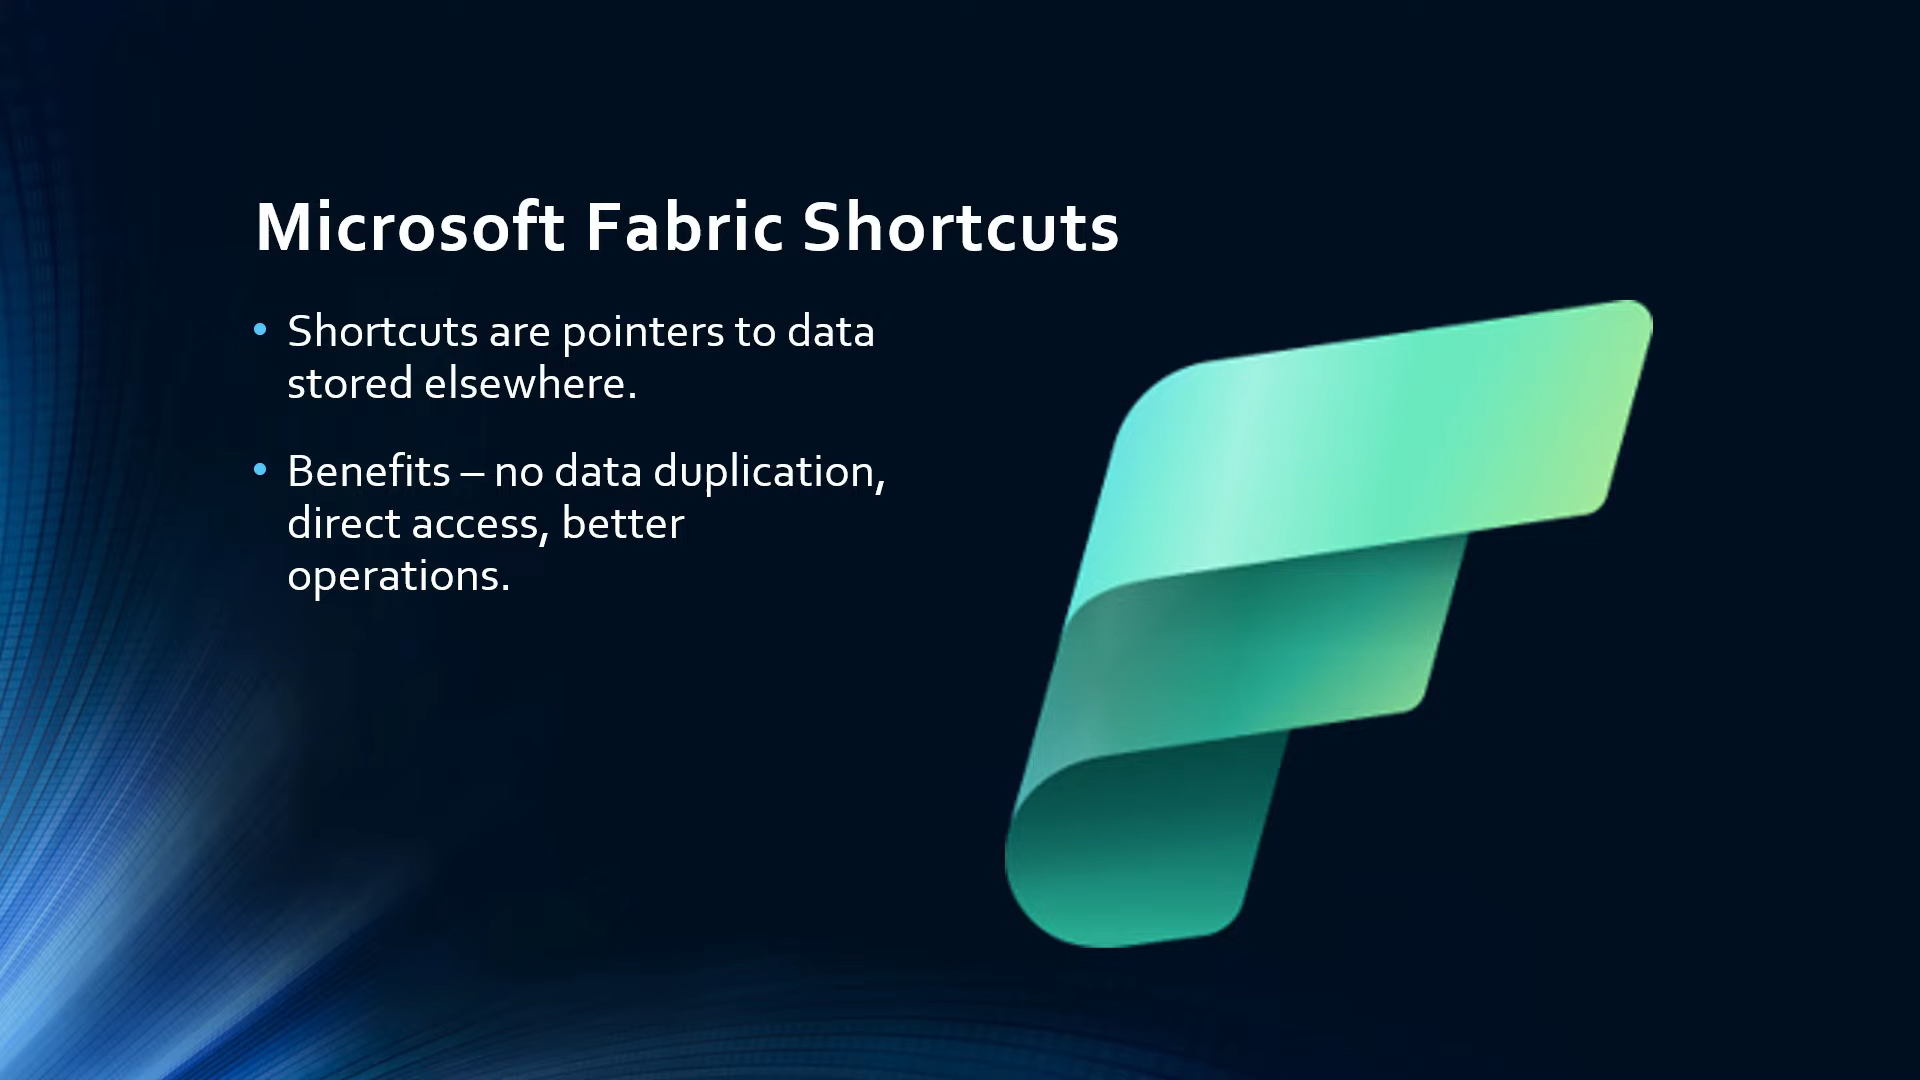 Microsoft Fabric Shortcuts
• Shortcuts are pointers to data
stored elsewhere.
• Benefits – no data duplication,
direct access, better
operations.